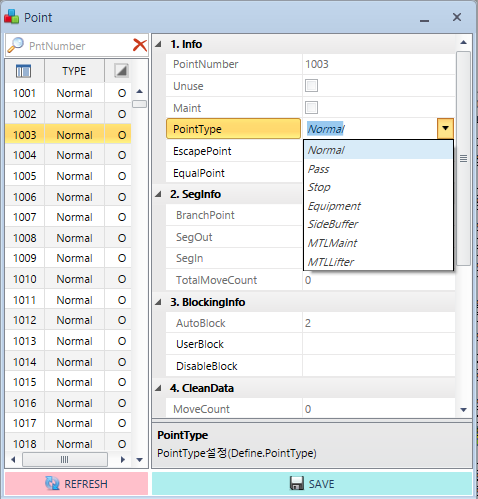 Point
PntNumber
TYPE
1001 Normal O
1002 Normal O
1003 Normal O
1004 Normal O
1005 Normal O
1006 Normal O
1007 Normal O
1008 Normal O
1009 Normal O
1010 Normal O
1011 Normal O
1012 Normal O
1013 Normal O
1014 Normal O
1015 Normal O
1016 Normal O
1017 Normal O
1018 Normal O
REFRESH
1. Info
PointNumber 1003
Unuse
Maint
PointType Normal
EscapePoint
EqualPoint
Normal
Pass
Stop
Equipment
SideBuffer
MTLMaint
MTLLifter
2. SegInfo
BranchPoint
SegOut
SegIn
TotalMoveCount 0
3. BlockingInfo
AutoBlock 2
UserBlock
DisableBlock
4. CleanData
MoveCount 0
PointType
PointType설정(Define.PointType)
SAVE